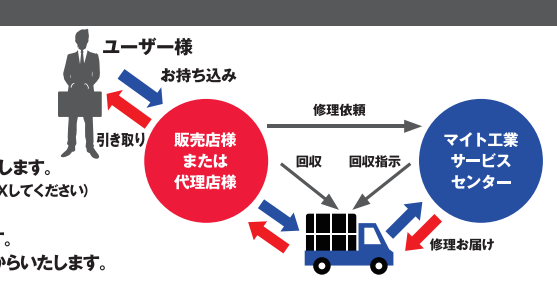 ユーザー様
お持ち込み
引き取り
修理依頼
販売店様
または
代理店様
回収
回収指示
マイト工業
サービス
センター
修理お届け
します。
Xしてください）
す。
からいたします。